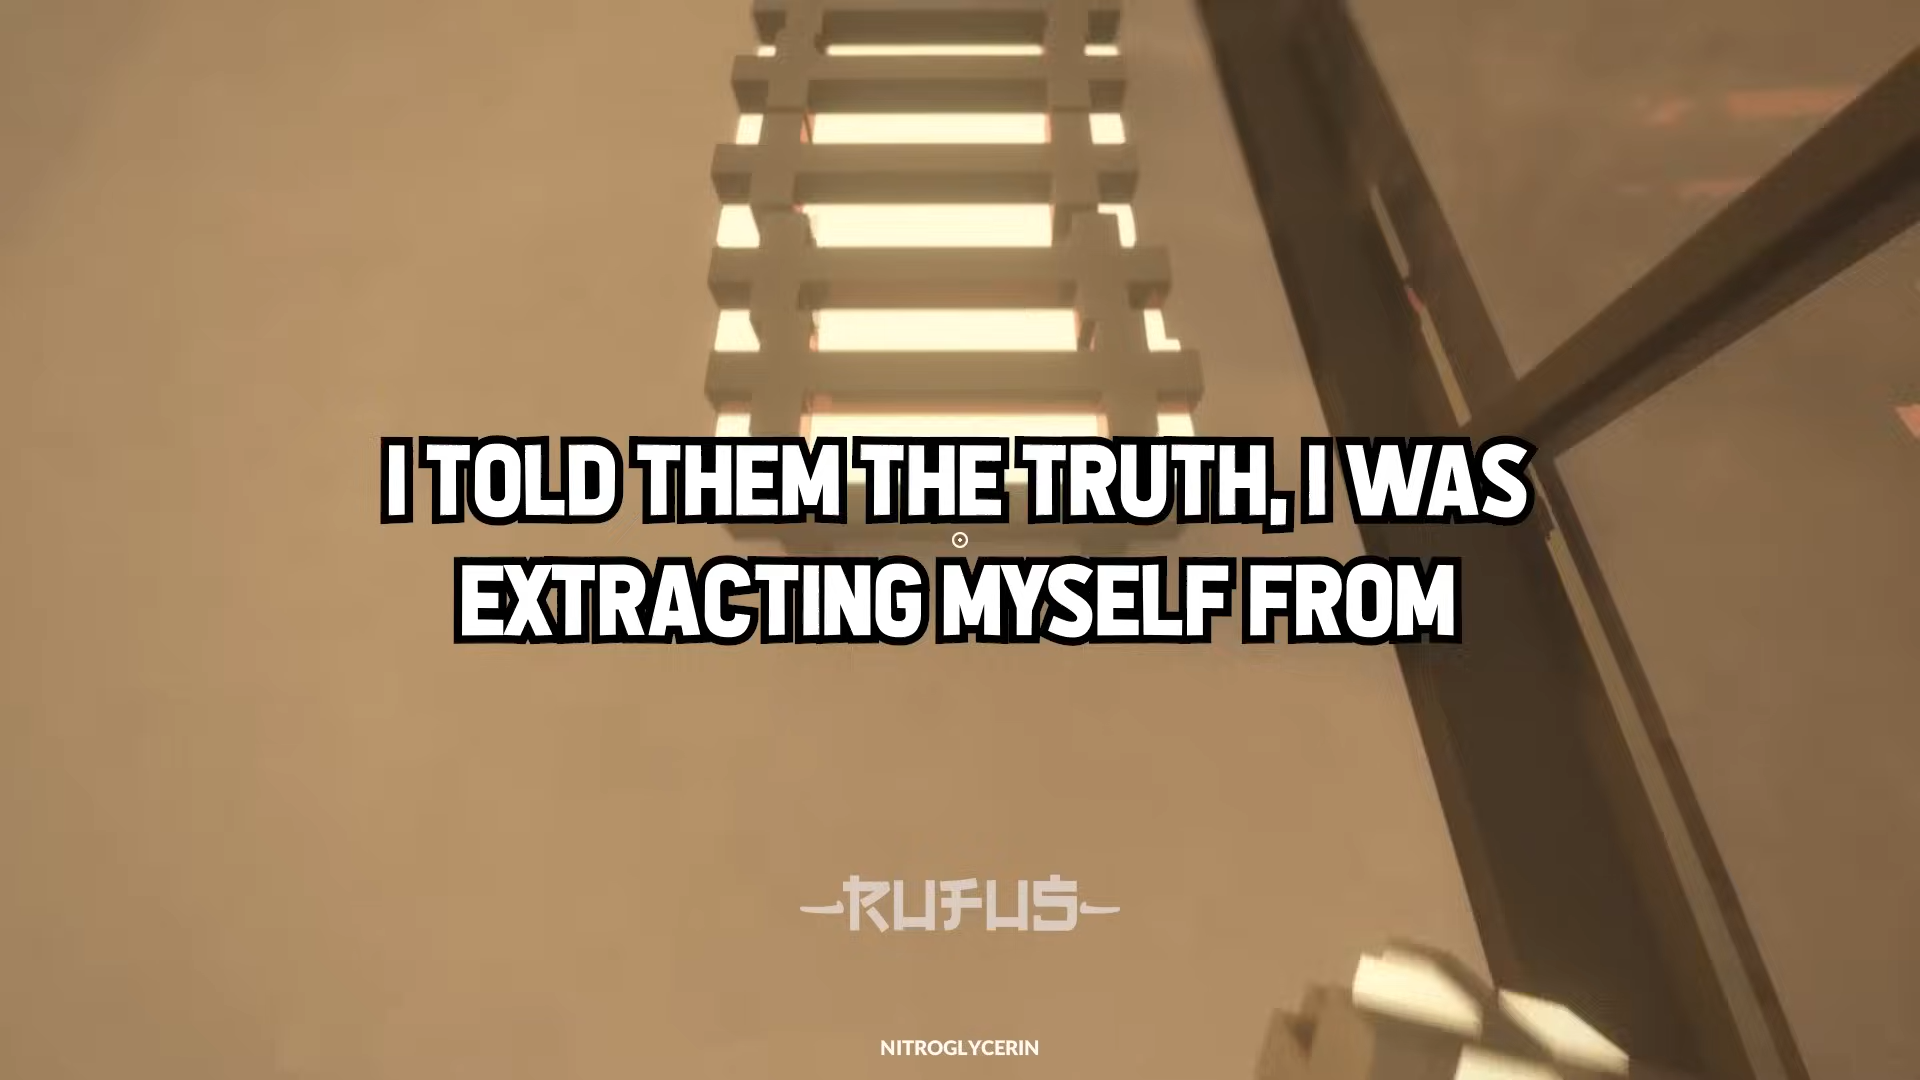 I TOLD THEM THE TRUTH, I WAS
EXTRACTING MYSELF FROM
RUFUS
NITROGLYCERIN